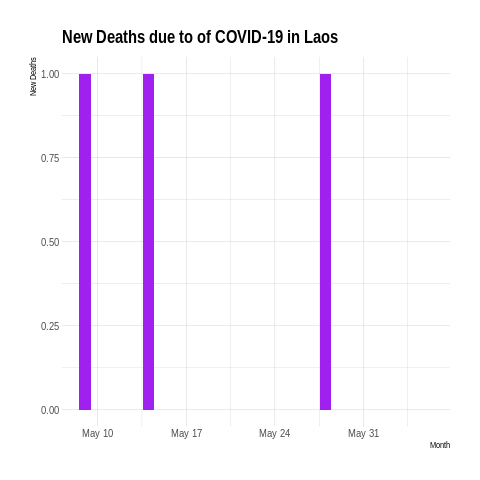 New Deaths due to of COVID-19 in Laos
New Deaths
1.00
0.75
0.50
0.25
0.00
May 10 May 17 May 24 May 31
Month